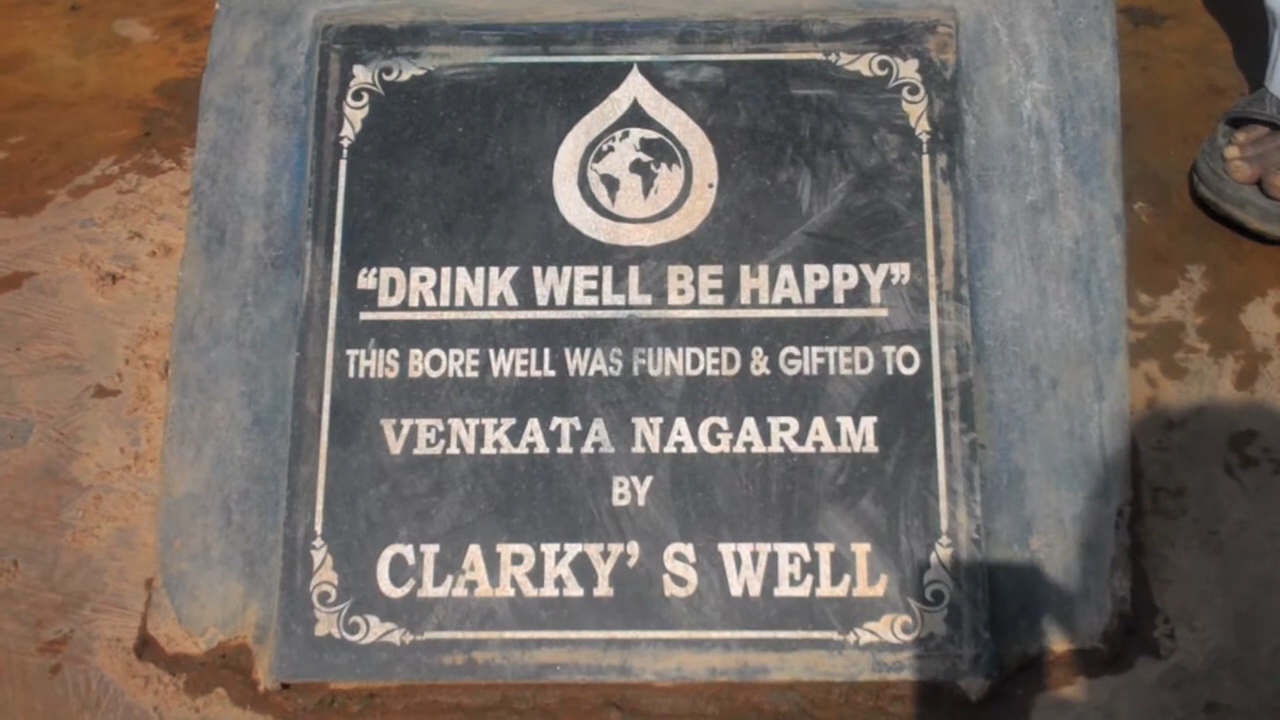 “DRINK WELL BE HAPPY”
THIS BORE WELL WAS FUNDED & GIFTED TO
VENKATA NAGARAM
BY
CLARKY’ S WELL